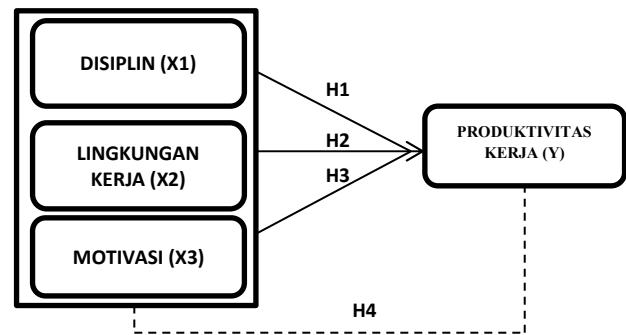 DISIPLIN (X1)
H1
LINGKUNGAN
KERJA (X2)
H2
PRODUKTIVITAS
KERJA (Y)
H3
MOTIVASI (X3)
H4